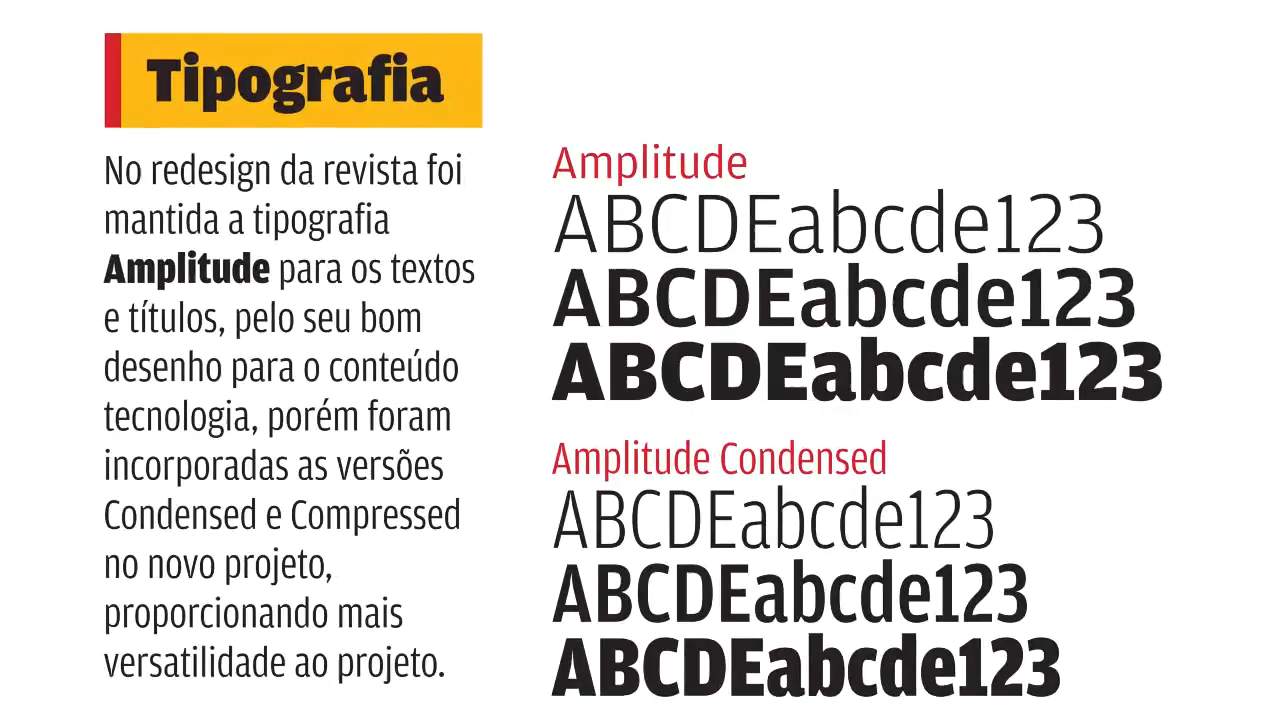 Tipografia
No redesign da revista foi
mantida a tipografia
Amplitude para os textos
e títulos, pelo seu bom
desenho para o conteúdo
tecnologia, porém foram
incorporadas as versões
Condensed e Compressed
no novo projeto,
proporcionando mais
versatilidade ao projeto.
Amplitude
ABCDEabcde123
ABCDEabcde123
ABCDEabcde123
Amplitude Condensed
ABCDEabcde123
ABCDEabcde123
ABCDEabcde123